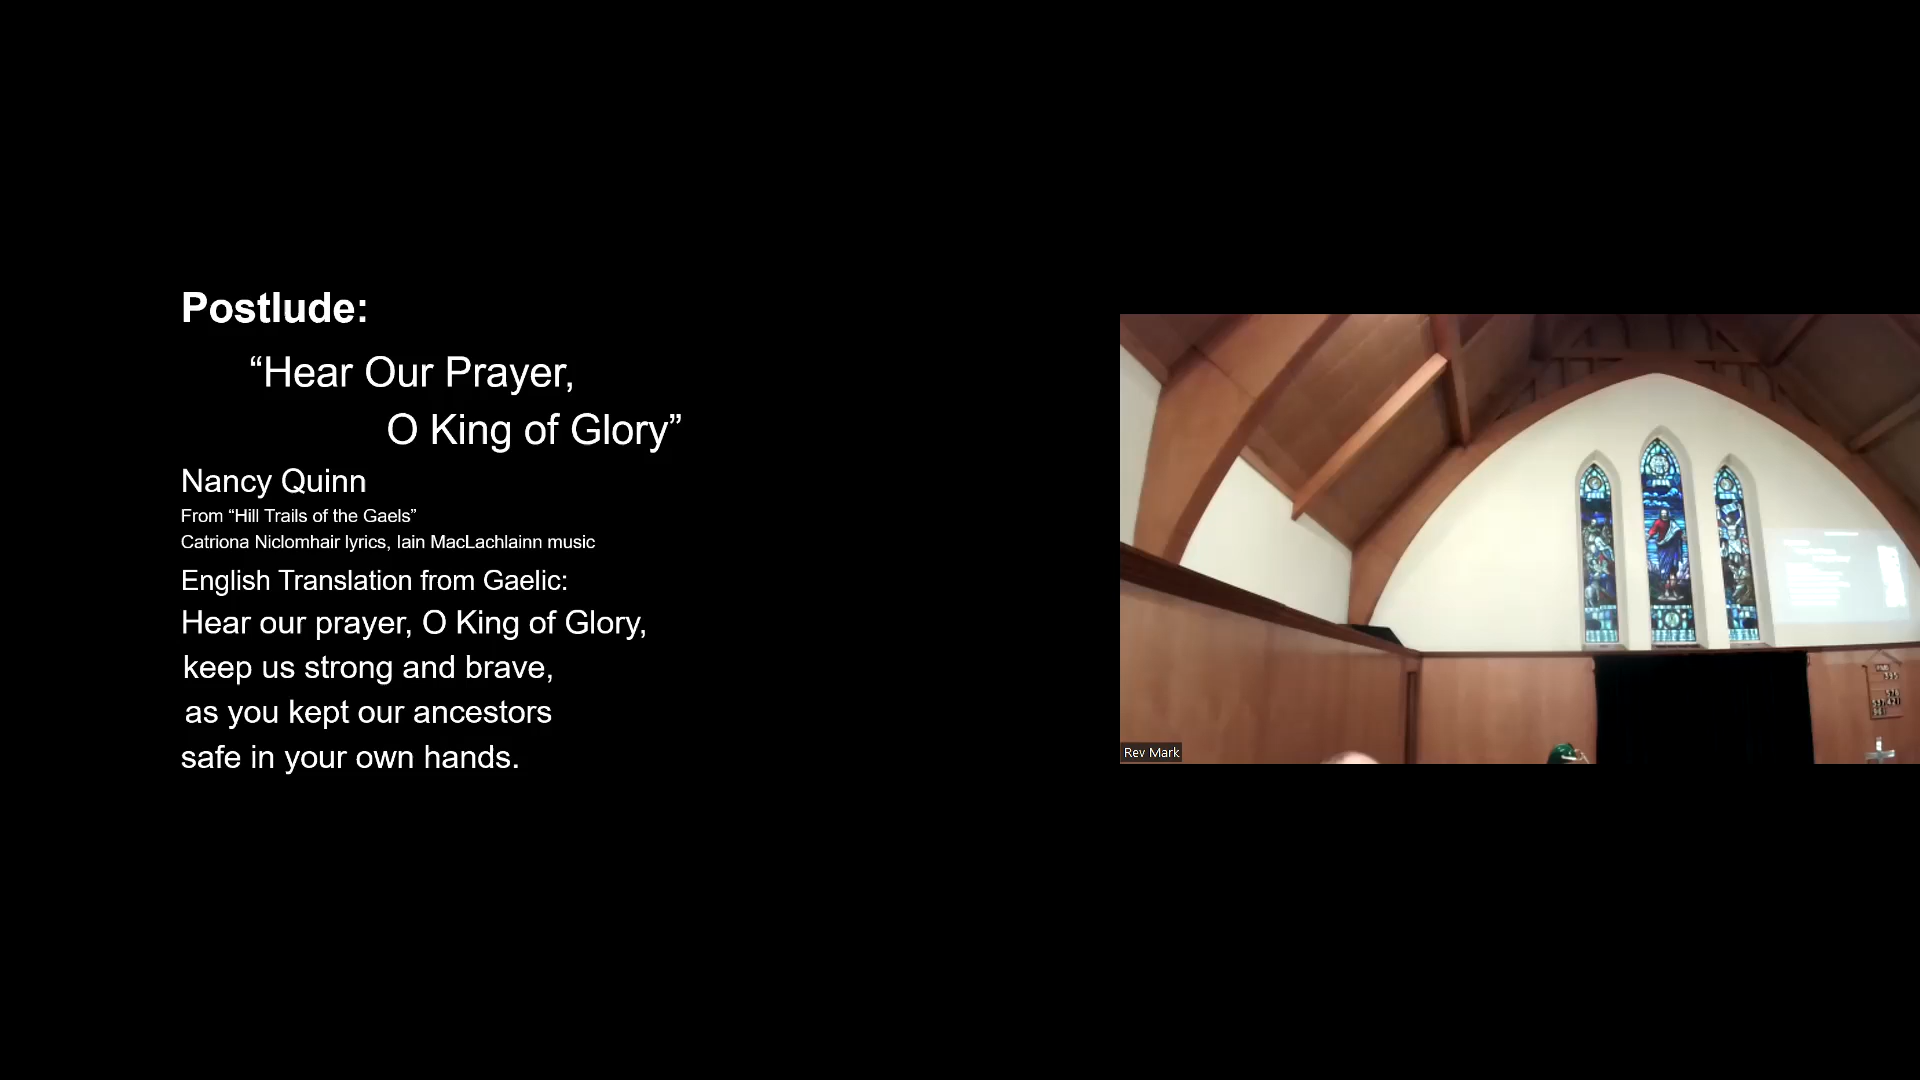 Postlude:
“Hear Our Prayer,
O King of Glory”
Nancy Quinn
From “Hill Trails of the Gaels”
Catriona Niclomhair lyrics, Iain MacLachlainn music
English Translation from Gaelic:
Hear our prayer, O King of Glory,
keep us strong and brave,
as you kept our ancestors
safe in your own hands.
Rev Mark